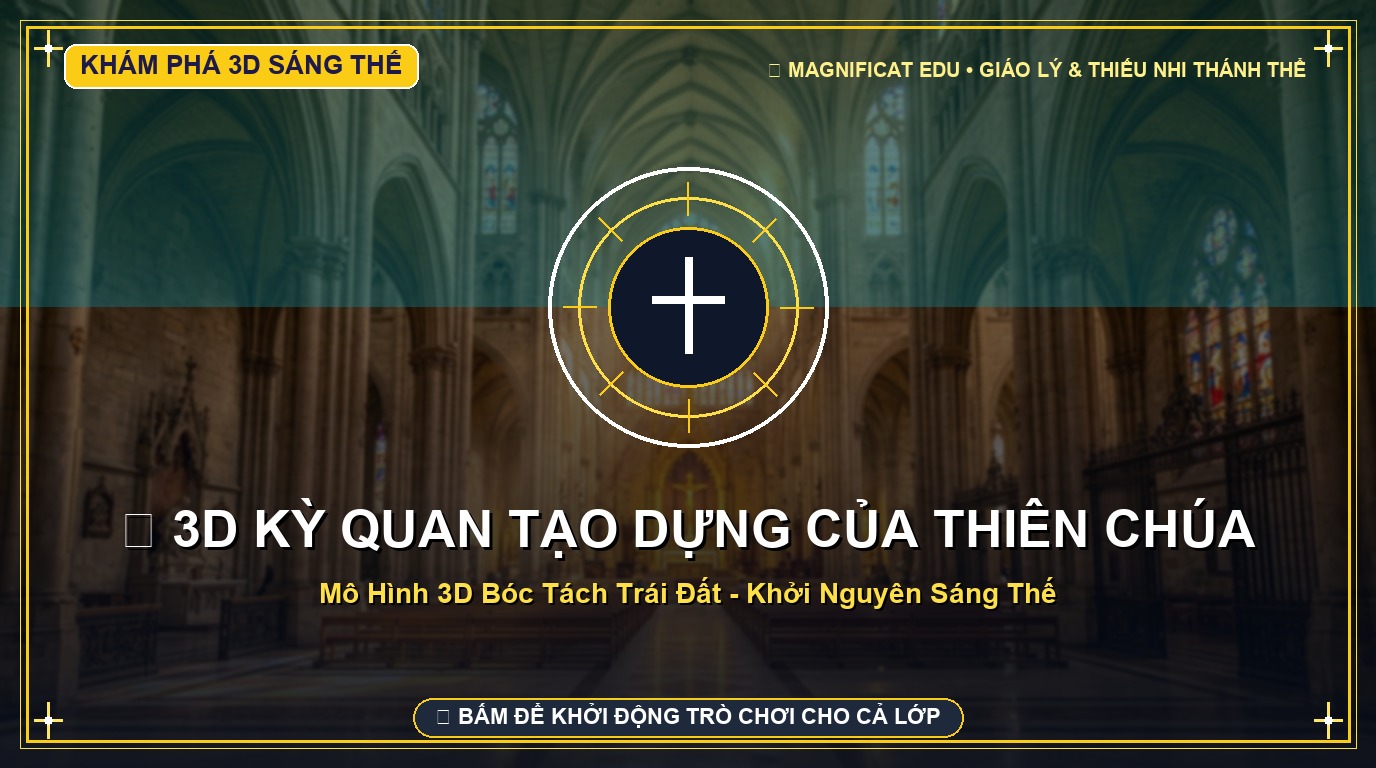 KHÁM PHÁ 3D SÁNG THẾ
MAGNIFICAT EDU • GIÁO LÝ & THIẾU NHI THÁNH THỂ
3D KỲ QUAN TẠO DỰNG CỦA THIÊN CHÚA
Mô Hình 3D Bóc Tách Trái Đất - Khởi Nguyên Sáng Thế
BẤM ĐỂ KHỞI ĐỘNG TRÒ CHƠI CHO CẢ LỚP